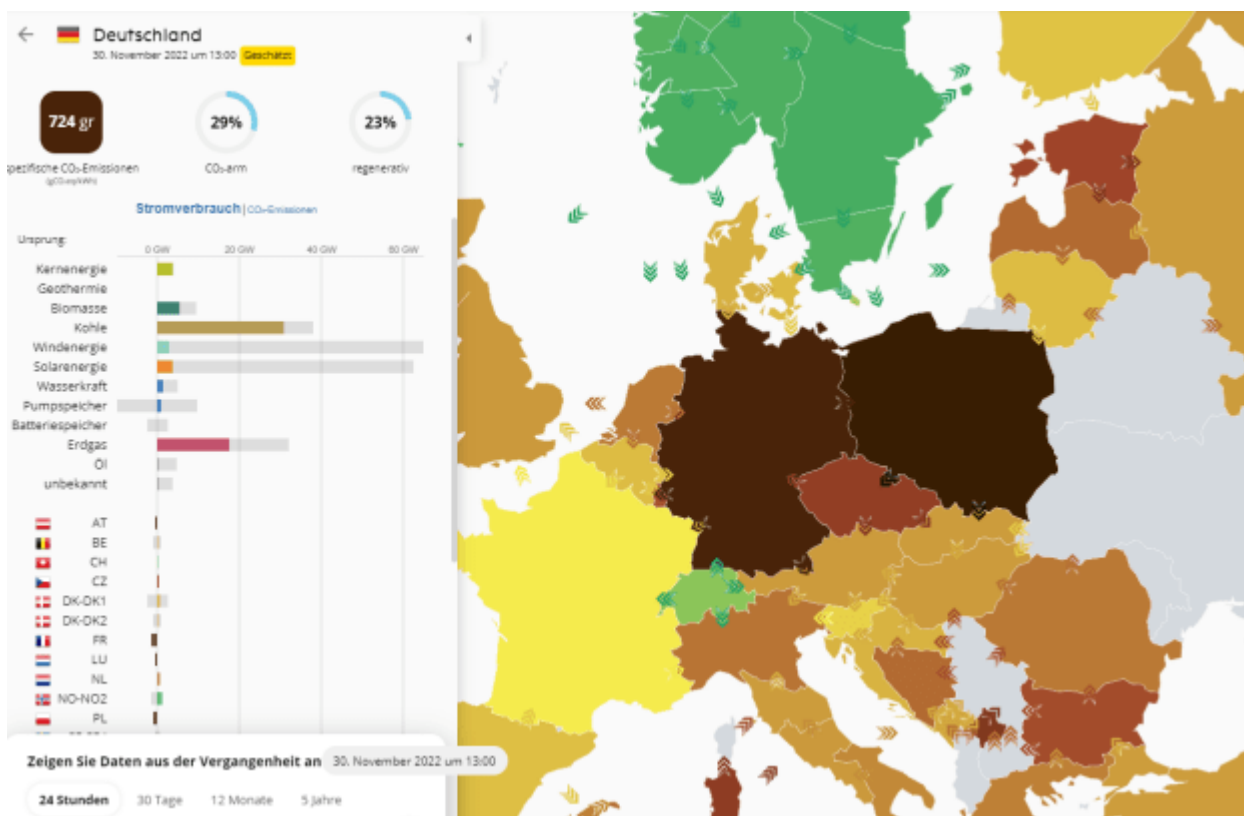 Deutschland
30. November 2022 um 13:00 Geschätzt
724 gr
29%
23%
spezifische CO₂-Emissionen
(gCO₂eq/kWh)
CO₂-arm
regenerativ
Stromverbrauch | CO₂-Emissionen
Ursprung:
0 GW 20 GW 40 GW 60 GW
Kernenergie
Geothermie
Biomasse
Kohle
Windenergie
Solarenergie
Wasserkraft
Pumpspeicher
Batteriespeicher
Erdgas
Öl
unbekannt
AT
BE
CH
CZ
DK-DK1
DK-DK2
FR
LU
NL
NO-NO2
PL
Zeigen Sie Daten aus der Vergangenheit an 30. November 2022 um 13:00
24 Stunden 30 Tage 12 Monate 5 Jahre